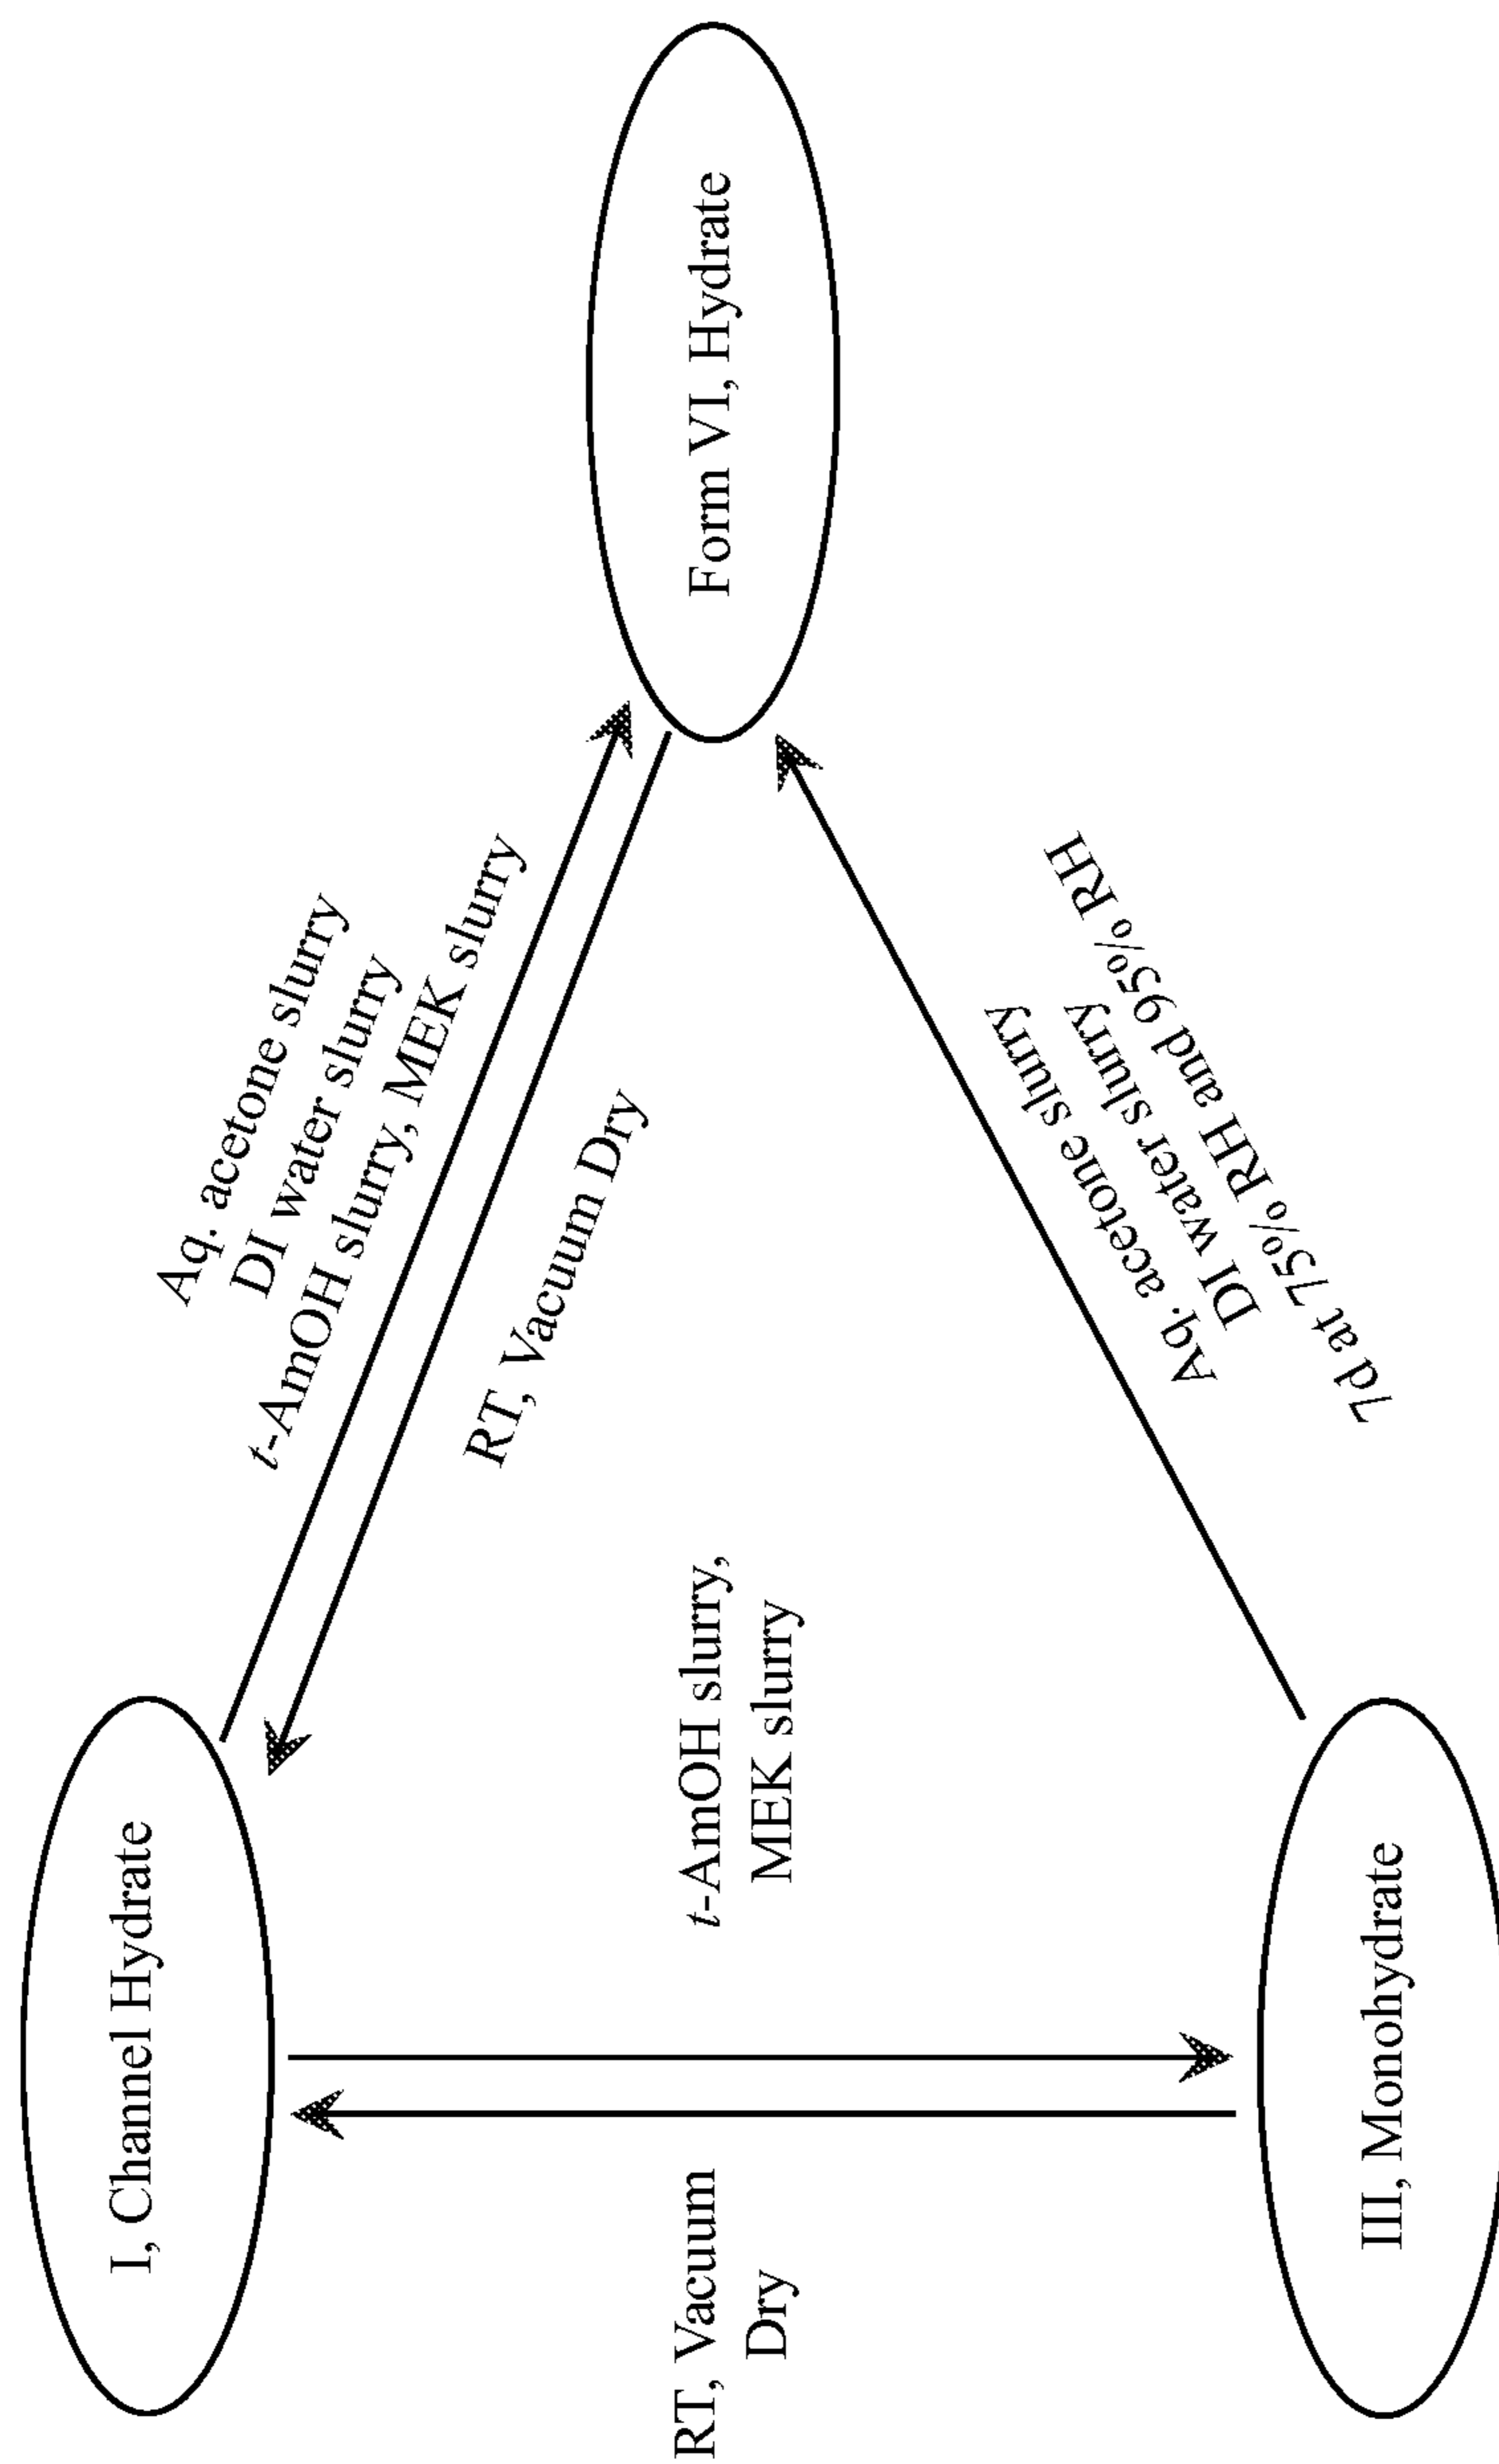 I, Channel Hydrate
Aq. acetone slurry
DI water slurry
t-AmOH slurry, MEK slurry
RT, Vacuum Dry
Form VI, Hydrate
RT, Vacuum
Dry
t-AmOH slurry,
MEK slurry
Aq. acetone slurry
DI water slurry
7d at 75% RH and 95% RH
III, Monohydrate